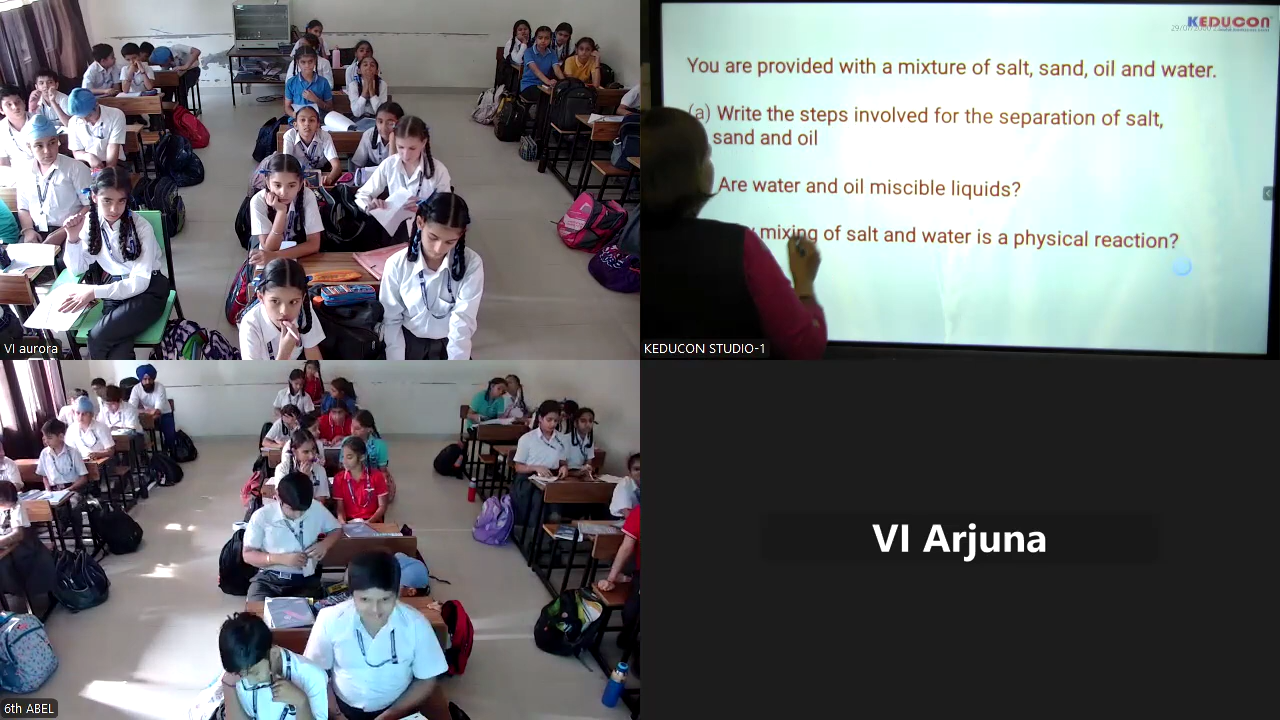 VI aurora
KEDUCON
You are provided with a mixture of salt, sand, oil and water.
(a) Write the steps involved for the separation of salt,
sand and oil
Are water and oil miscible liquids?
mixing of salt and water is a physical reaction?
KEDUCON STUDIO-1
6th ABEL
VI Arjuna